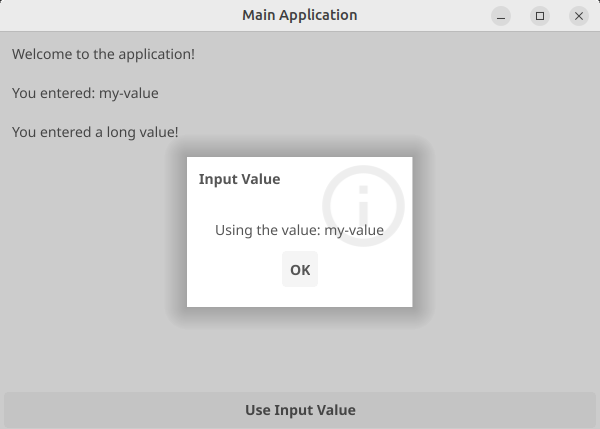 Main Application
Welcome to the application!
You entered: my-value
You entered a long value!
Input Value
Using the value: my-value
OK
Use Input Value